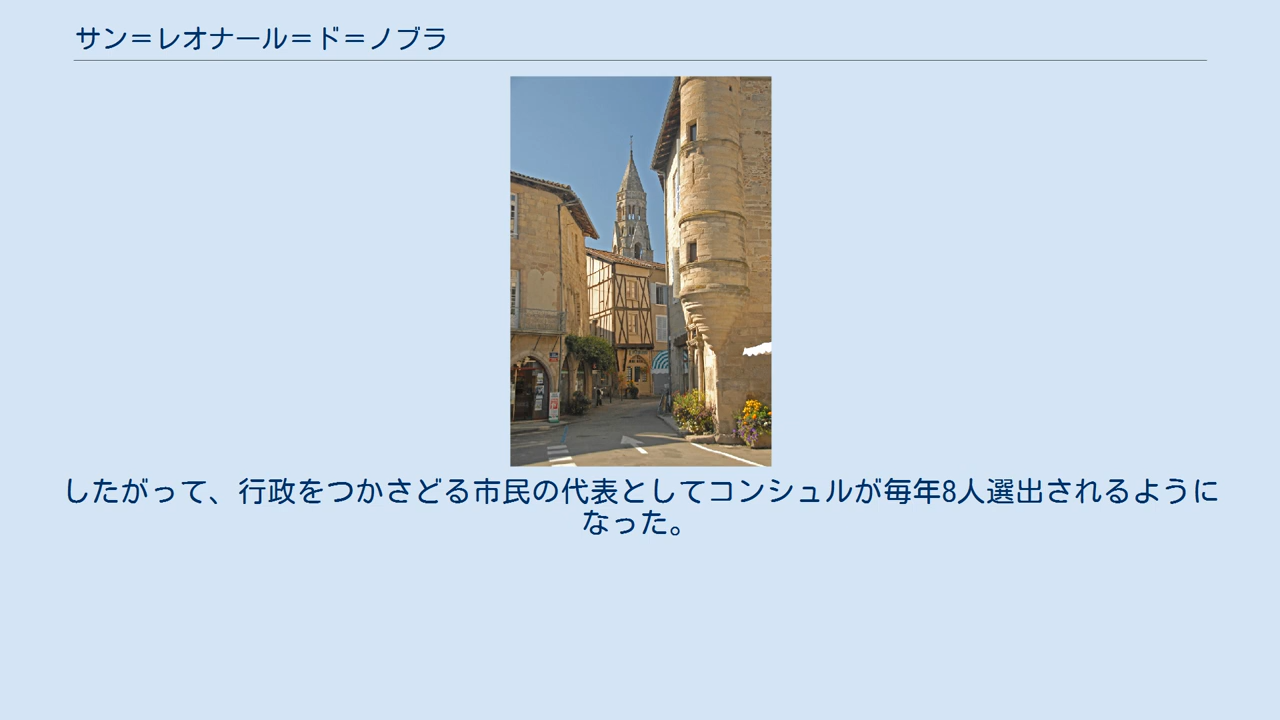 サン＝レオナール＝ド＝ノブラ
したがって、行政をつかさどる市民の代表としてコンシュルが毎年8人選出されるように
なった。